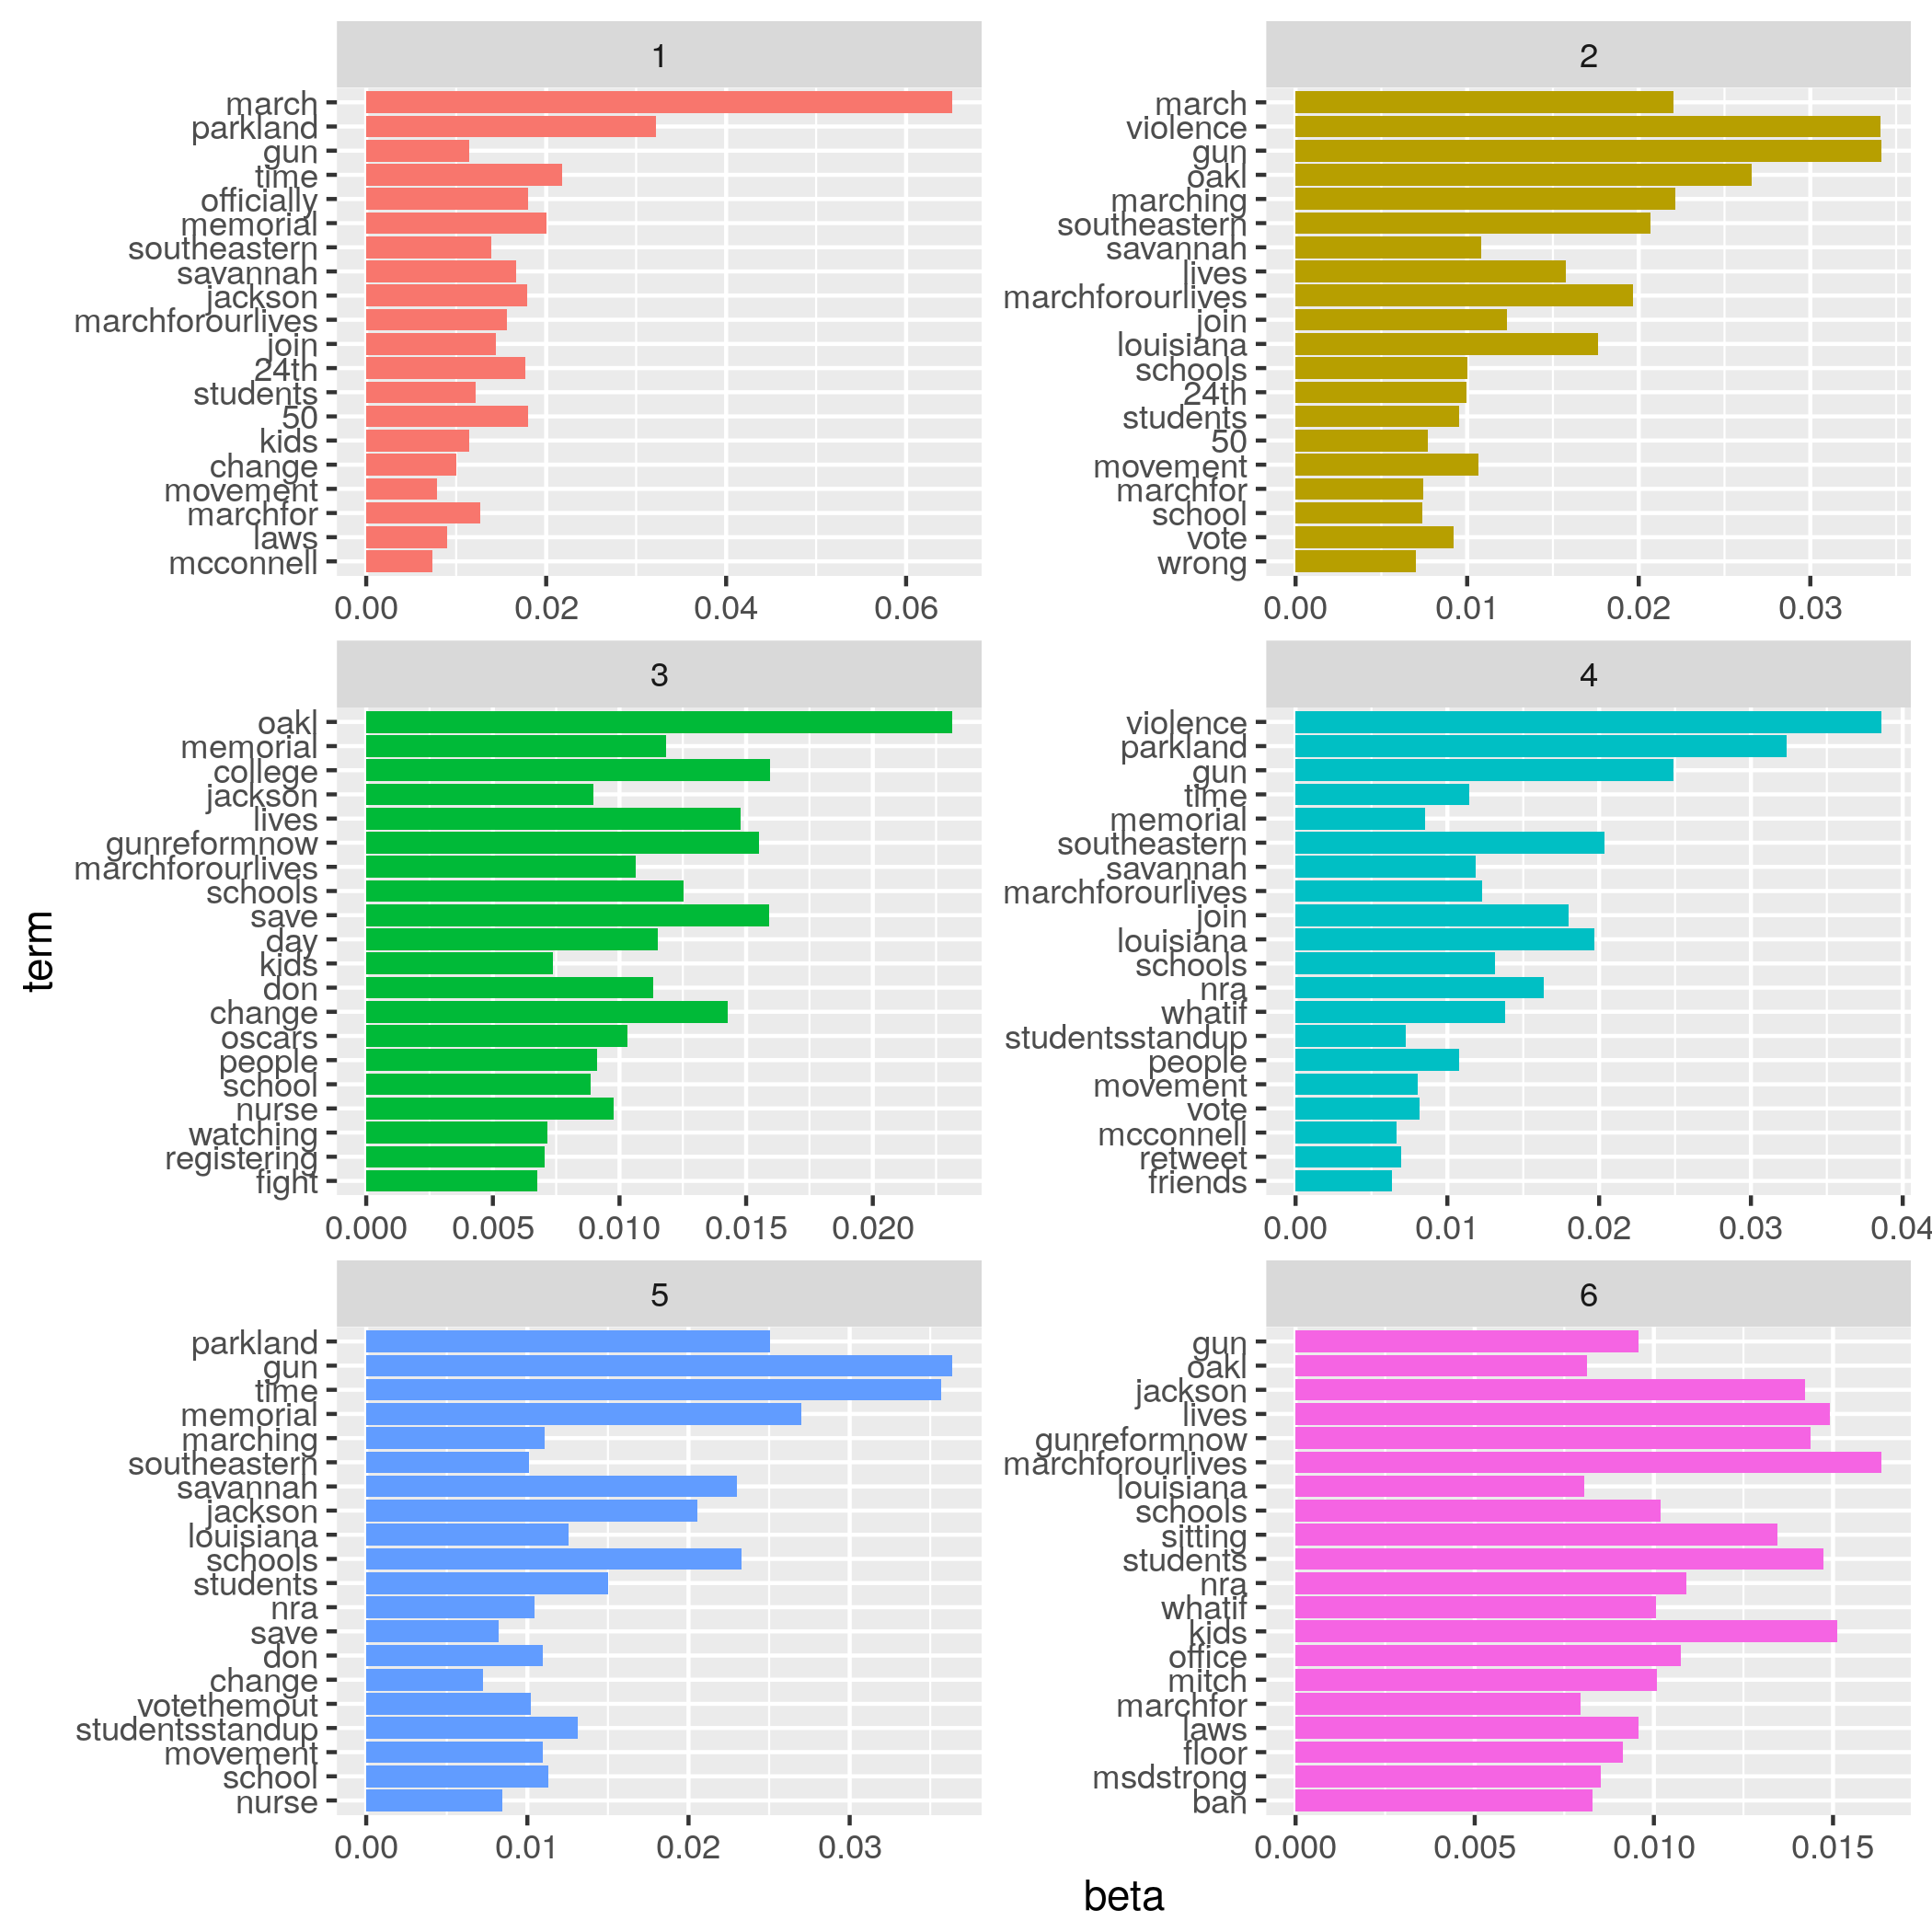 1
march
parkland
gun
time
officially
memorial
southeastern
savannah
jackson
marchforourlives
join
24th
students
50
kids
change
movement
marchfor
laws
mcconnell
0.00 0.02 0.04 0.06
2
march
violence
gun
oakl
marching
southeastern
savannah
lives
marchforourlives
join
louisiana
schools
24th
students
50
movement
marchfor
school
vote
wrong
0.00 0.01 0.02 0.03
3
oakl
memorial
college
jackson
lives
gunreformnow
marchforourlives
schools
save
day
kids
don
change
oscars
people
school
nurse
watching
registering
fight
0.000 0.005 0.010 0.015 0.020
4
violence
parkland
gun
time
memorial
southeastern
savannah
marchforourlives
join
louisiana
schools
nra
whatif
studentsstandup
people
movement
vote
mcconnell
retweet
friends
0.00 0.01 0.02 0.03 0.04
5
parkland
gun
time
memorial
marching
southeastern
savannah
jackson
louisiana
schools
students
nra
save
don
change
votethemout
studentsstandup
movement
school
nurse
0.00 0.01 0.02 0.03
6
gun
oakl
jackson
lives
gunreformnow
marchforourlives
louisiana
schools
sitting
students
nra
whatif
kids
office
mitch
marchfor
laws
floor
msdstrong
ban
0.000 0.005 0.010 0.015
term
beta